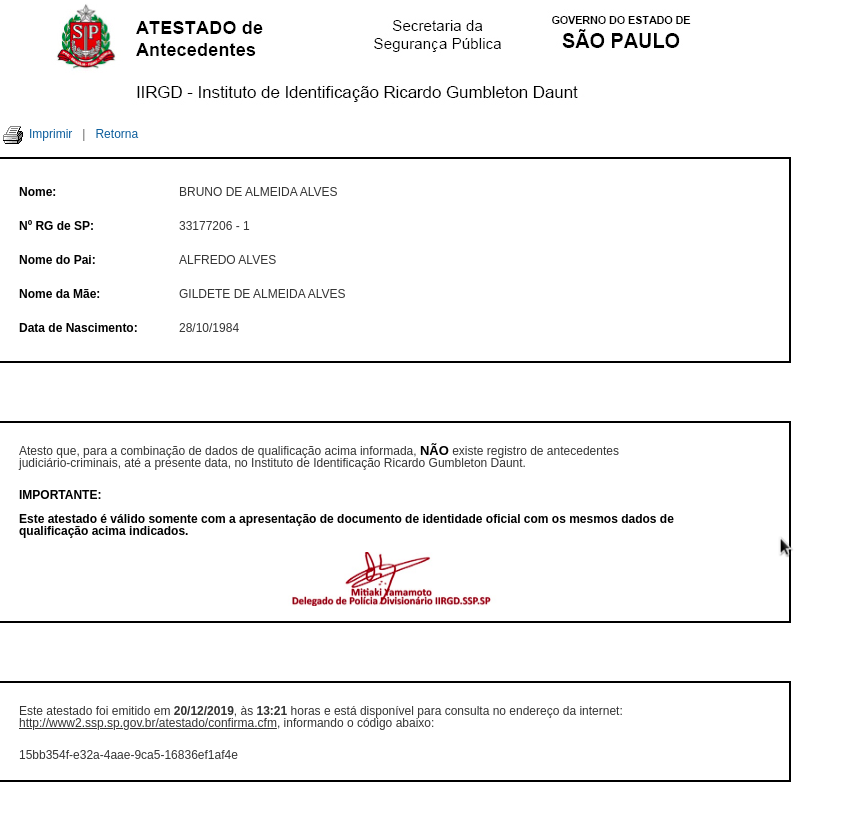 SP
ATESTADO de
Antecedentes
Secretaria da
Segurança Pública
GOVERNO DO ESTADO DE
SÃO PAULO
IIRGD - Instituto de Identificação Ricardo Gumbleton Daunt
Imprimir | Retorna
Nome: BRUNO DE ALMEIDA ALVES
Nº RG de SP: 33177206 - 1
Nome do Pai: ALFREDO ALVES
Nome da Mãe: GILDETE DE ALMEIDA ALVES
Data de Nascimento: 28/10/1984
Atesto que, para a combinação de dados de qualificação acima informada, NÃO existe registro de antecedentes
judiciário-criminais, até a presente data, no Instituto de Identificação Ricardo Gumbleton Daunt.
IMPORTANTE:
Este atestado é válido somente com a apresentação de documento de identidade oficial com os mesmos dados de
qualificação acima indicados.
Mitiaki Yamamoto
Delegado de Polícia Divisionário IIRGD.SSP.SP
Este atestado foi emitido em 20/12/2019, às 13:21 horas e está disponível para consulta no endereço da internet:
http://www2.ssp.sp.gov.br/atestado/confirma.cfm, informando o código abaixo:
15bb354f-e32a-4aae-9ca5-16836ef1af4e